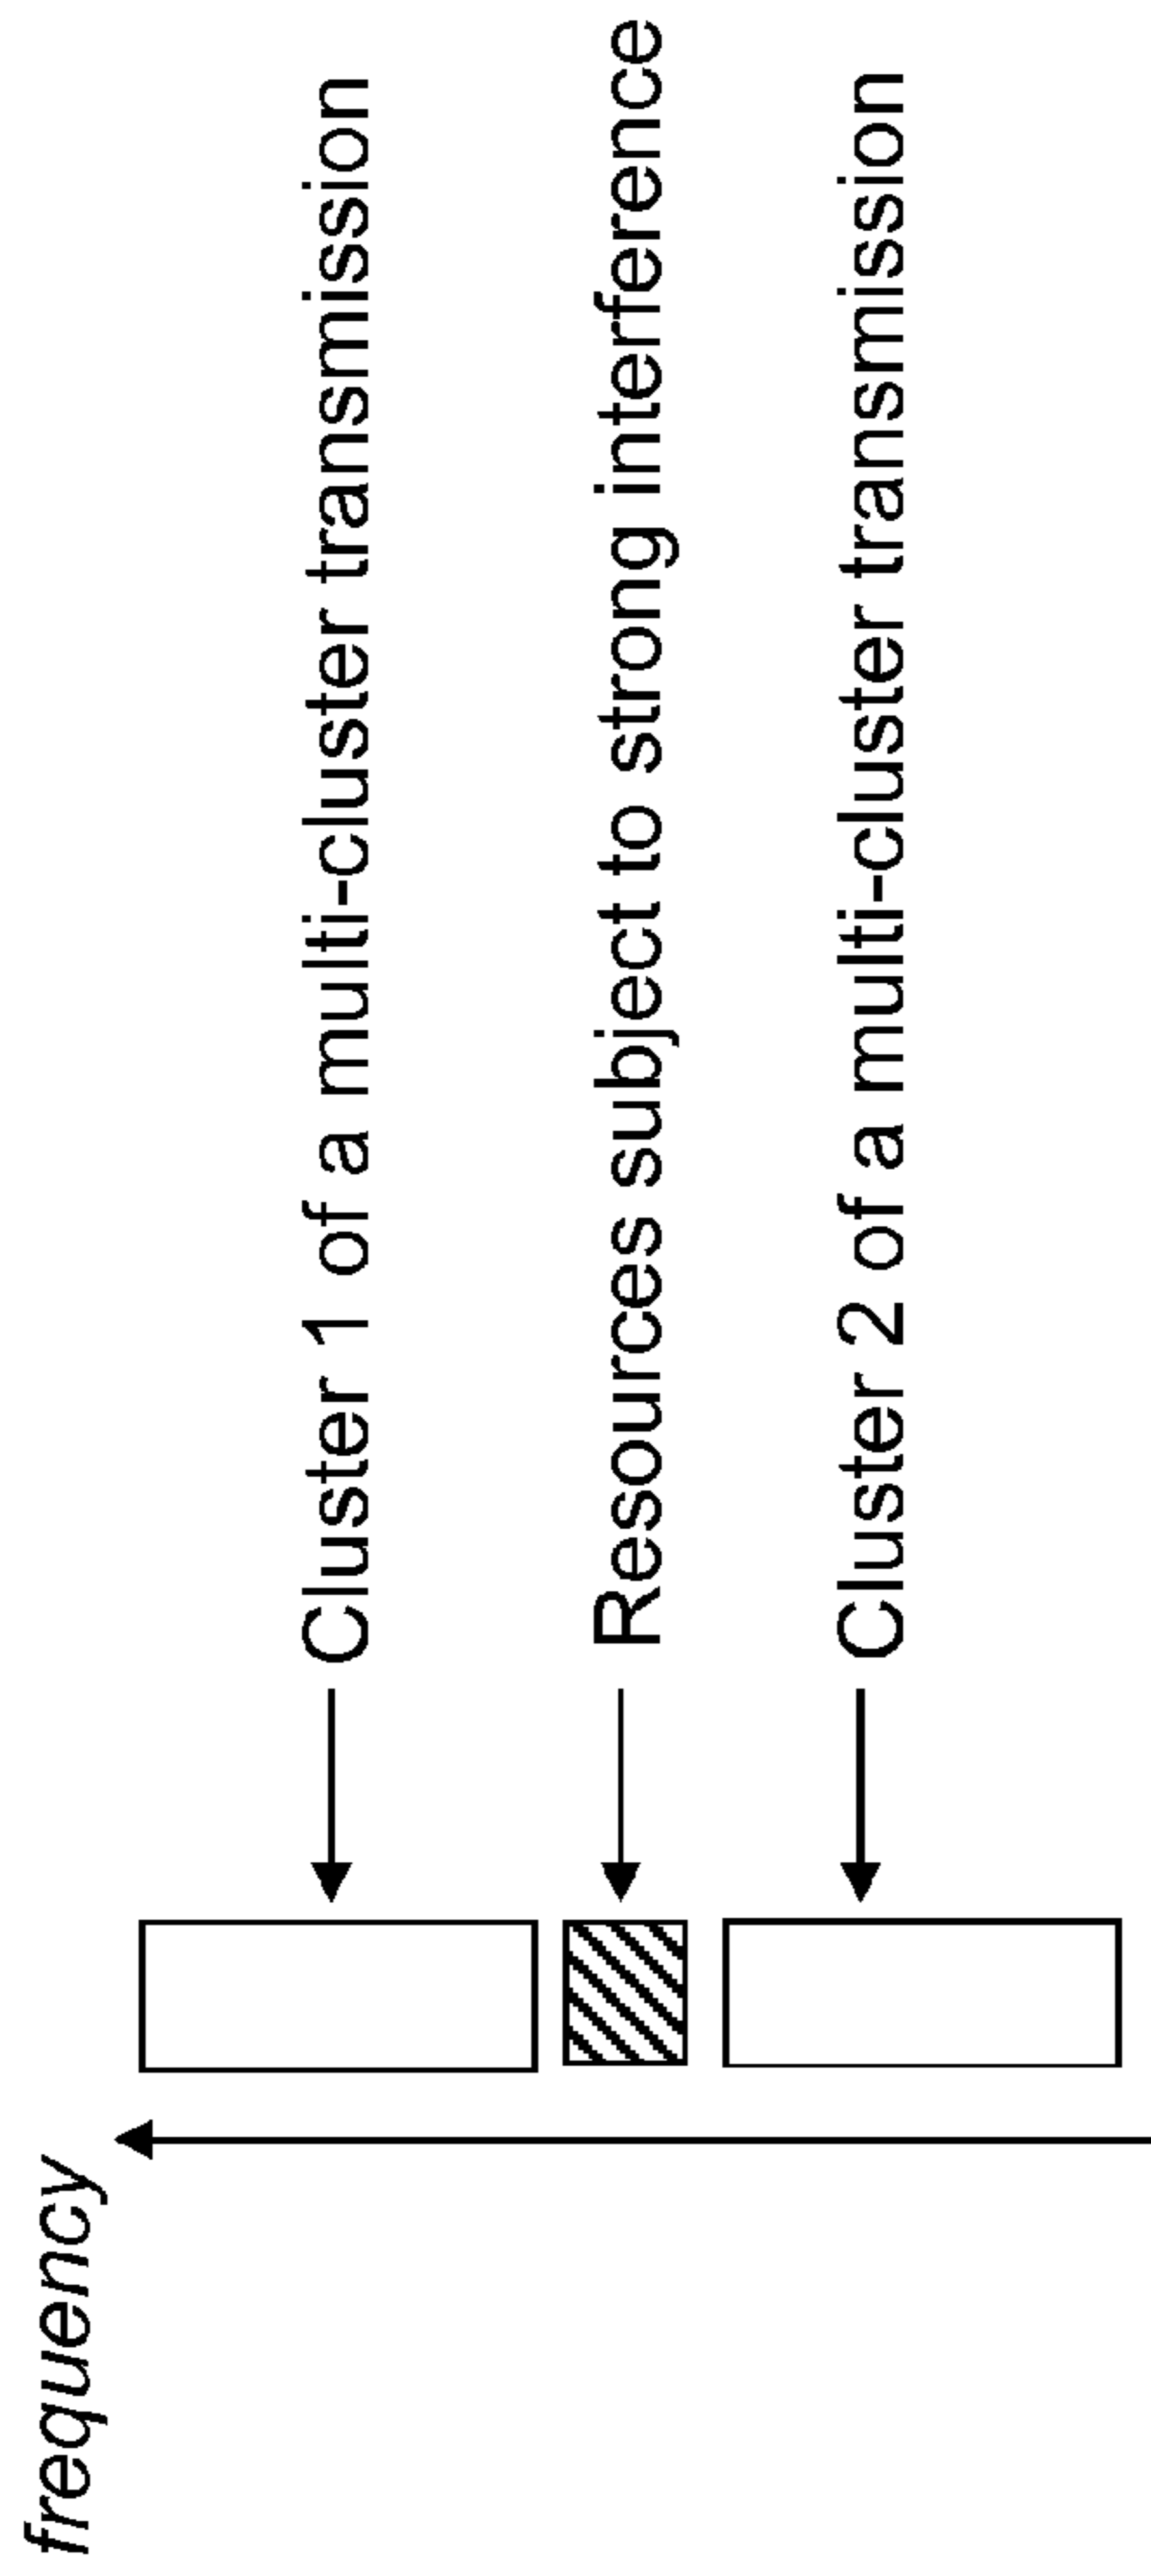 frequency
Cluster 1 of a multi-cluster transmission
Resources subject to strong interference
Cluster 2 of a multi-cluster transmission